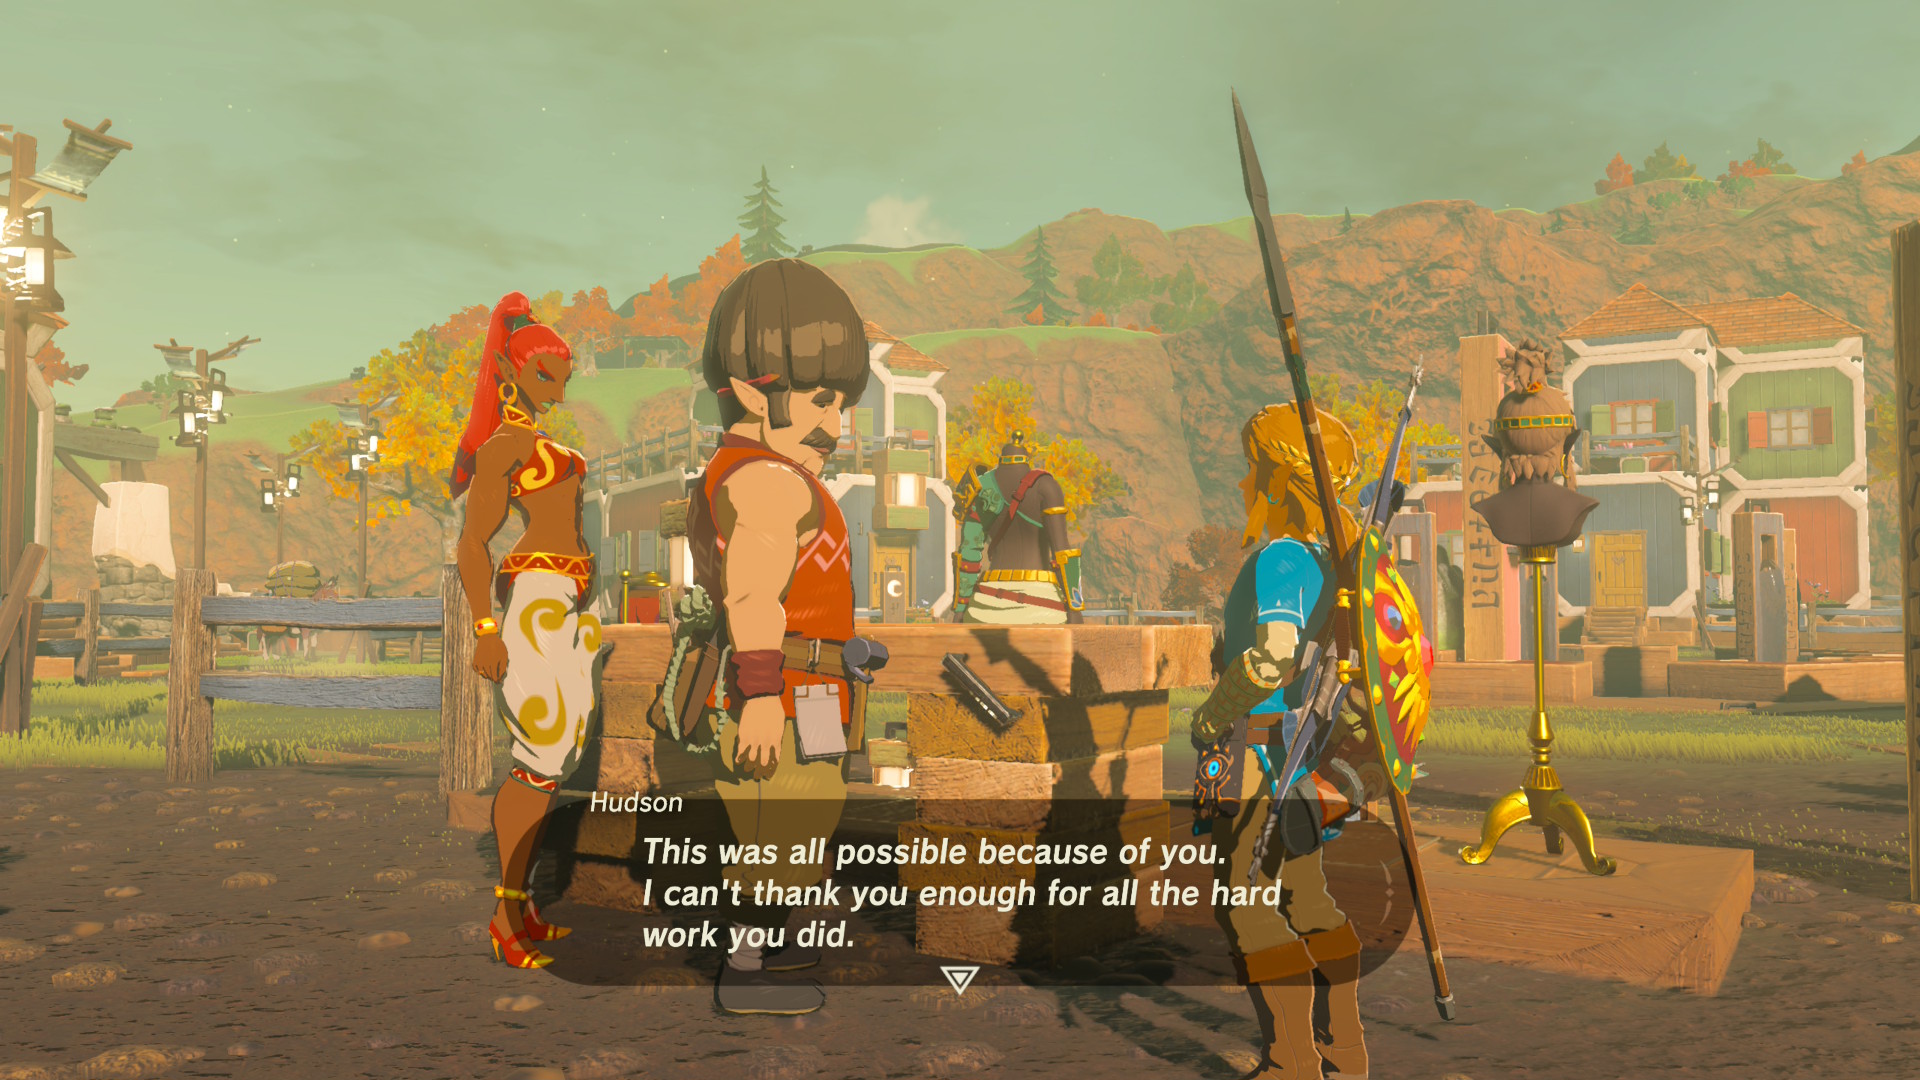 Hudson
This was all possible because of you.
I can't thank you enough for all the hard
work you did.